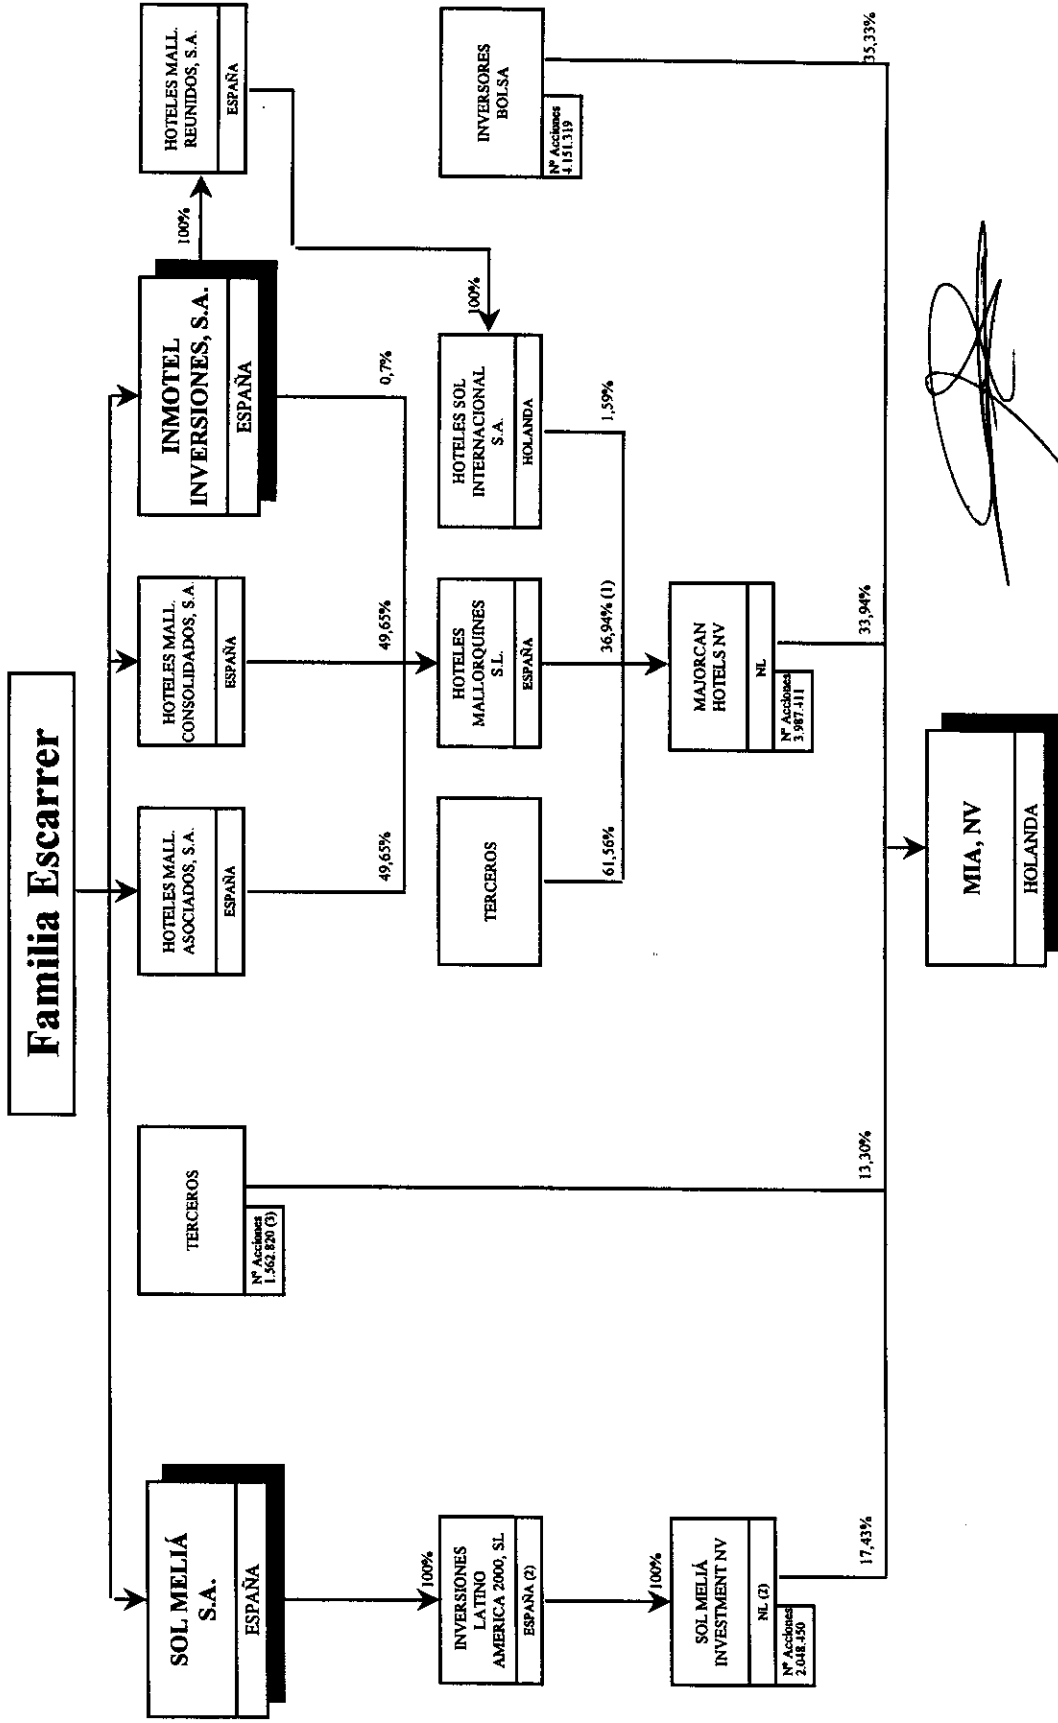 Familia Escarrer
SOL MELIÁ
S.A.
ESPAÑA
TERCEROS
Nº Acciones
1.562.820 (3)
HOTELES MALL.
ASOCIADOS, S.A.
ESPAÑA
HOTELES MALL.
CONSOLIDADOS, S.A.
ESPAÑA
INMOTEL
INVERSIONES, S.A.
ESPAÑA
100%
HOTELES MALL.
REUNIDOS, S.A.
ESPAÑA
49,65%
49,65%
0,7%
100%
100%
INVERSIONES
LATINO
AMERICA 2000, SL
ESPAÑA (2)
TERCEROS
HOTELES
MALLORQUINES
S.L.
ESPAÑA
HOTELES SOL
INTERNACIONAL
S.A.
HOLANDA
INVERSORES
BOLSA
Nº Acciones
4.151.319
61,56%
36,94% (1)
1,59%
100%
SOL MELIÁ
INVESTMENT NV
NL (2)
Nº Acciones
2.048.450
MAJORCAN
HOTELS NV
NL
Nº Acciones
3.987.411
17,43%
13,30%
33,94%
35,33%
MIA, NV
HOLANDA